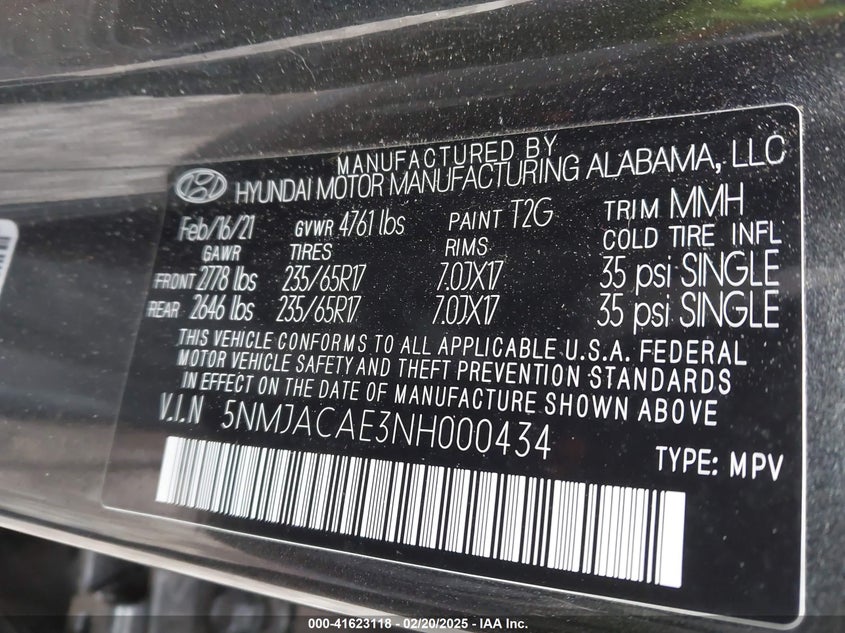 MANUFACTURED BY
HYUNDAI MOTOR MANUFACTURING ALABAMA, LLC
Feb/16/21 GVWR 4761 lbs PAINT T2G TRIM MMH
GAWR TIRES RIMS COLD TIRE INFL
FRONT 2778 lbs 235/65R17 7.0JX17 35 psi SINGLE
REAR 2646 lbs 235/65R17 7.0JX17 35 psi SINGLE
THIS VEHICLE CONFORMS TO ALL APPLICABLE U.S.A. FEDERAL
MOTOR VEHICLE SAFETY AND THEFT PREVENTION STANDARDS
IN EFFECT ON THE DATE OF MANUFACTURE SHOWN ABOVE
V.I.N 5NMJACAE3NH000434
TYPE: MPV
000-41623118 - 02/20/2025 - IAA Inc.